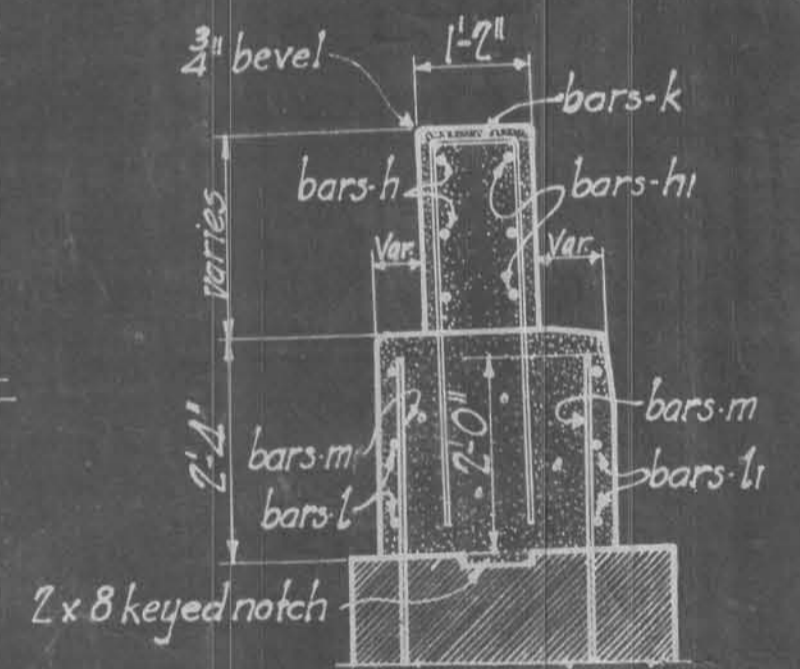 3/4" bevel
1'-2"
bars-k
bars-h
bars-h1
varies
Var.
Var.
2'-4"
2'-0"
bars-m
bars-m
bars-l
bars-l1
2 x 8 keyed notch